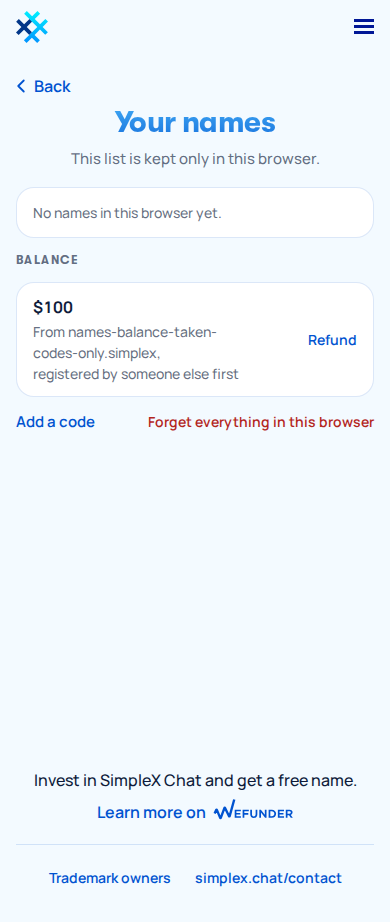 Back
Your names
This list is kept only in this browser.
No names in this browser yet.
BALANCE
$100
From names-balance-taken-
codes-only.simplex,
registered by someone else first
Refund
Add a code
Forget everything in this browser
Invest in SimpleX Chat and get a free name.
Learn more on WEFUNDER
Trademark owners
simplex.chat/contact